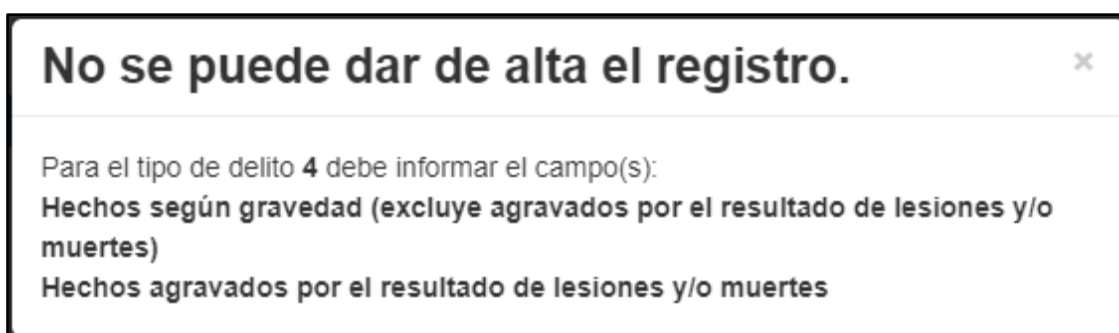 No se puede dar de alta el registro.
×
Para el tipo de delito 4 debe informar el campo(s):
Hechos según gravedad (excluye agravados por el resultado de lesiones y/o
muertes)
Hechos agravados por el resultado de lesiones y/o muertes